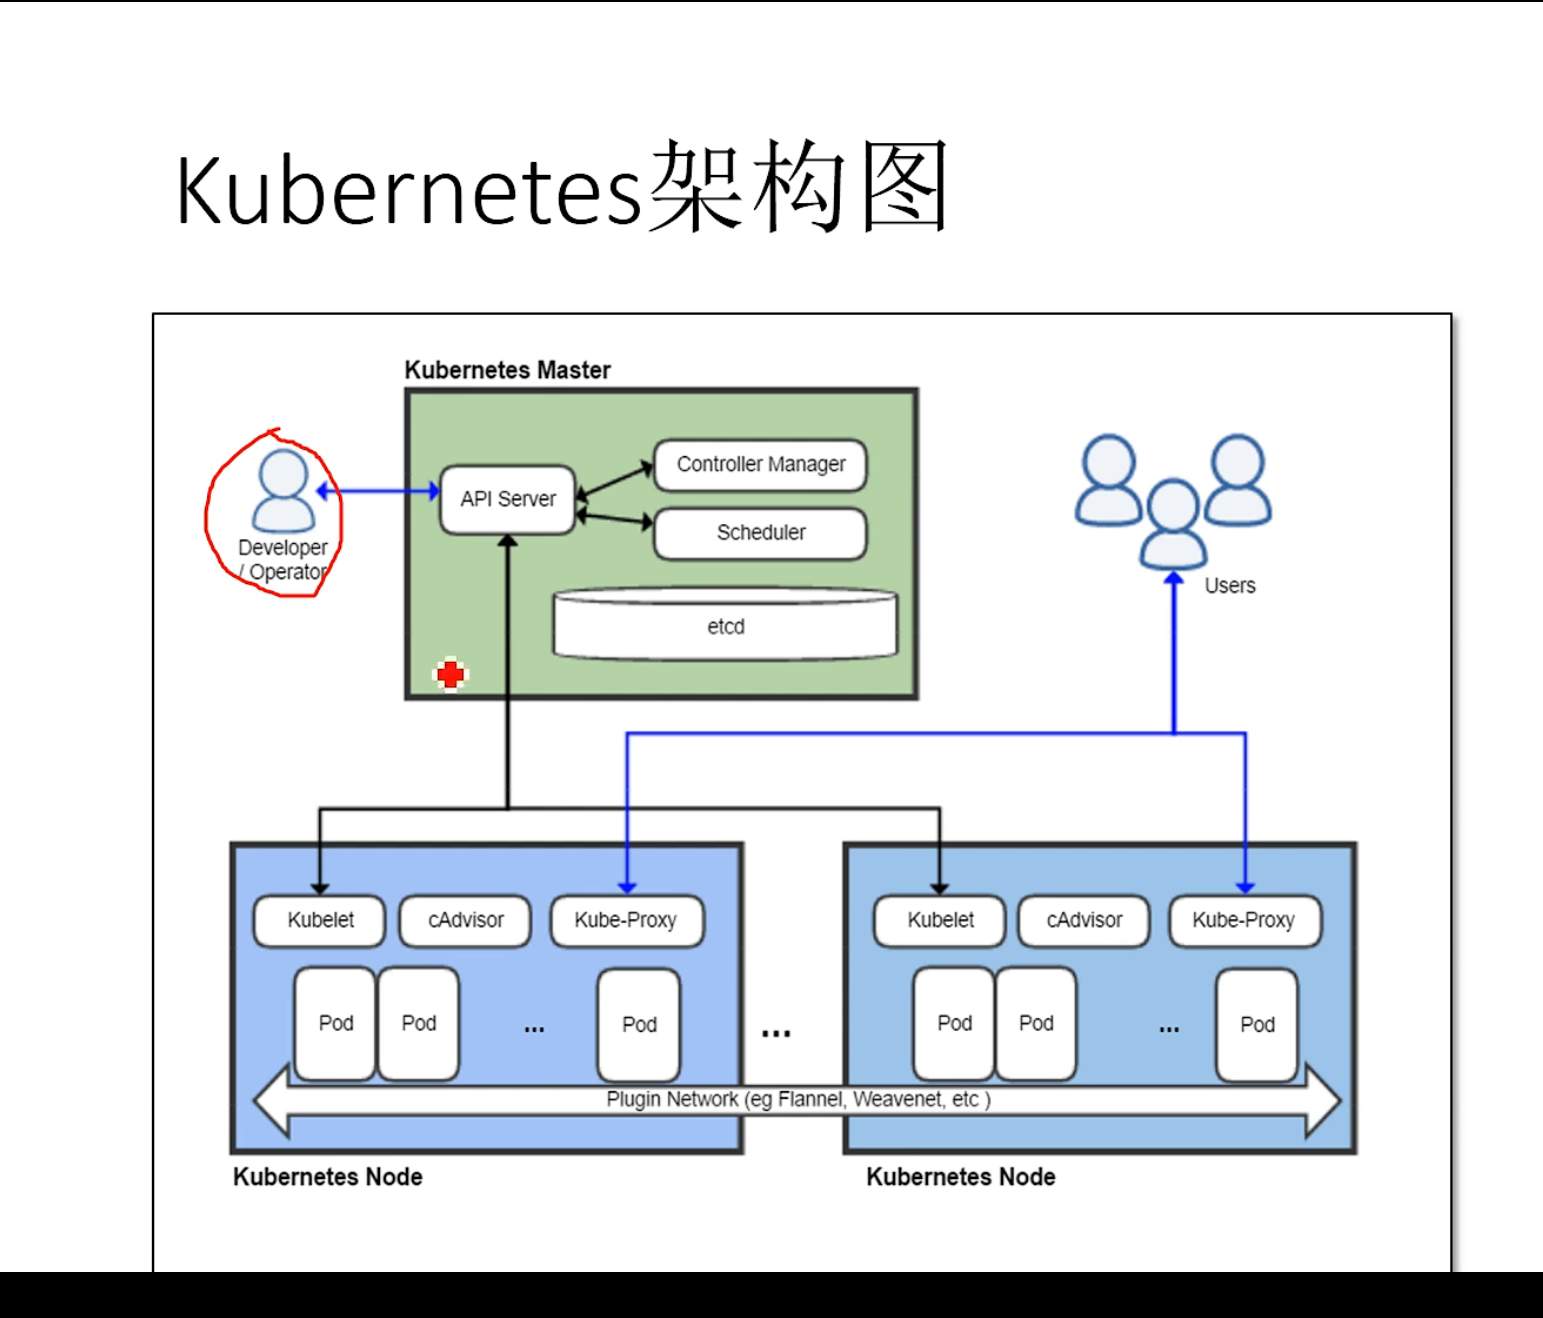 Kubernetes架构图
Kubernetes Master
Developer
/ Operator
API Server
Controller Manager
Scheduler
etcd
Users
Kubelet
cAdvisor
Kube-Proxy
Pod
Pod
...
Pod
Kubernetes Node
...
Kubelet
cAdvisor
Kube-Proxy
Pod
Pod
...
Pod
Plugin Network (eg Flannel, Weavenet, etc )
Kubernetes Node